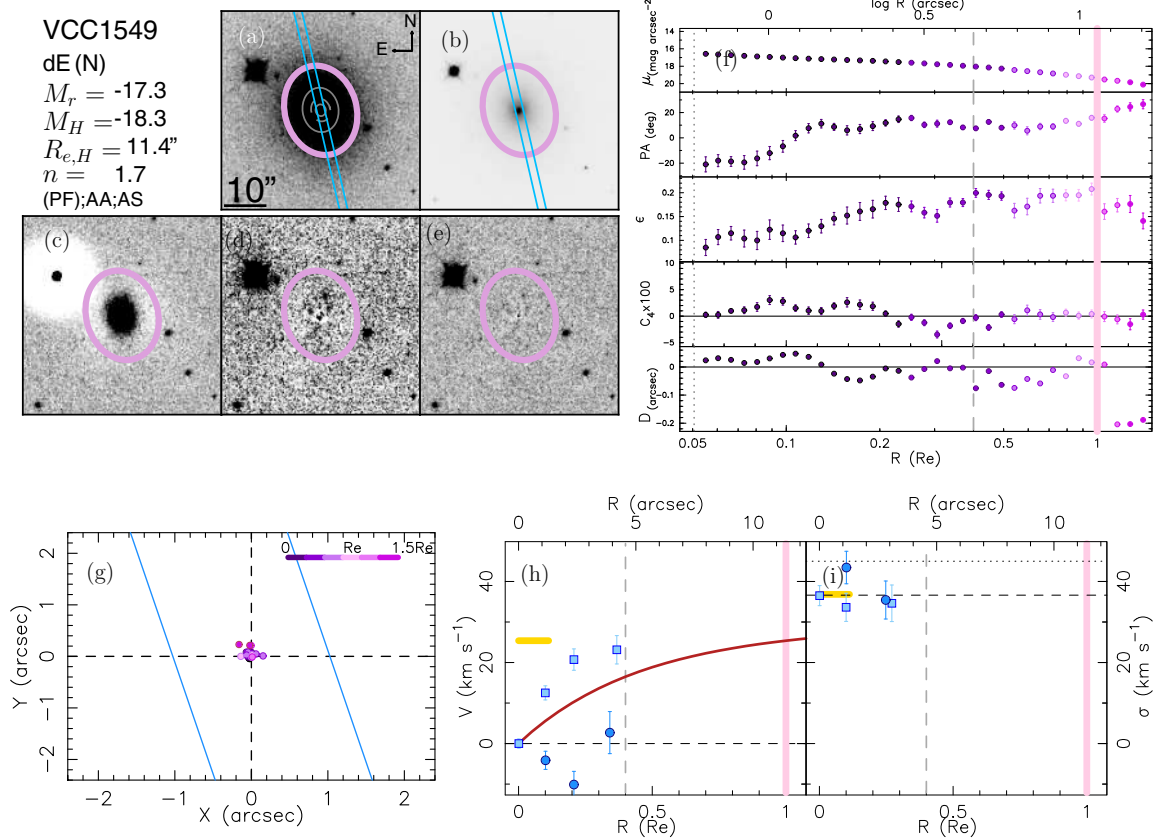 VCC1549
dE (N)
M_r = -17.3
M_H = -18.3
R_{e,H} = 11.4"
n = 1.7
(PF);AA;AS
(a)
N
E
10"
(b)
(c)
(d)
(e)
log R (arcsec)
0 0.5 1
(f)
μ(mag arcsec⁻²)
14
16
18
20
PA (deg)
20
0
−20
ϵ
0.2
0.15
0.1
C₄×100
10
5
0
−5
D (arcsec)
0
−0.1
−0.2
0.05 0.1 0.2 0.5 1
R (Re)
(g)
0 Re 1.5Re
Y (arcsec)
2
1
0
−1
−2
−2 −1 0 1 2
X (arcsec)
R (arcsec)
0 5 10
(h)
V (km s⁻¹)
40
20
0
0 0.5 1
R (Re)
R (arcsec)
0 5 10
(i)
40
20
0
σ (km s⁻¹)
0 0.5 1
R (Re)